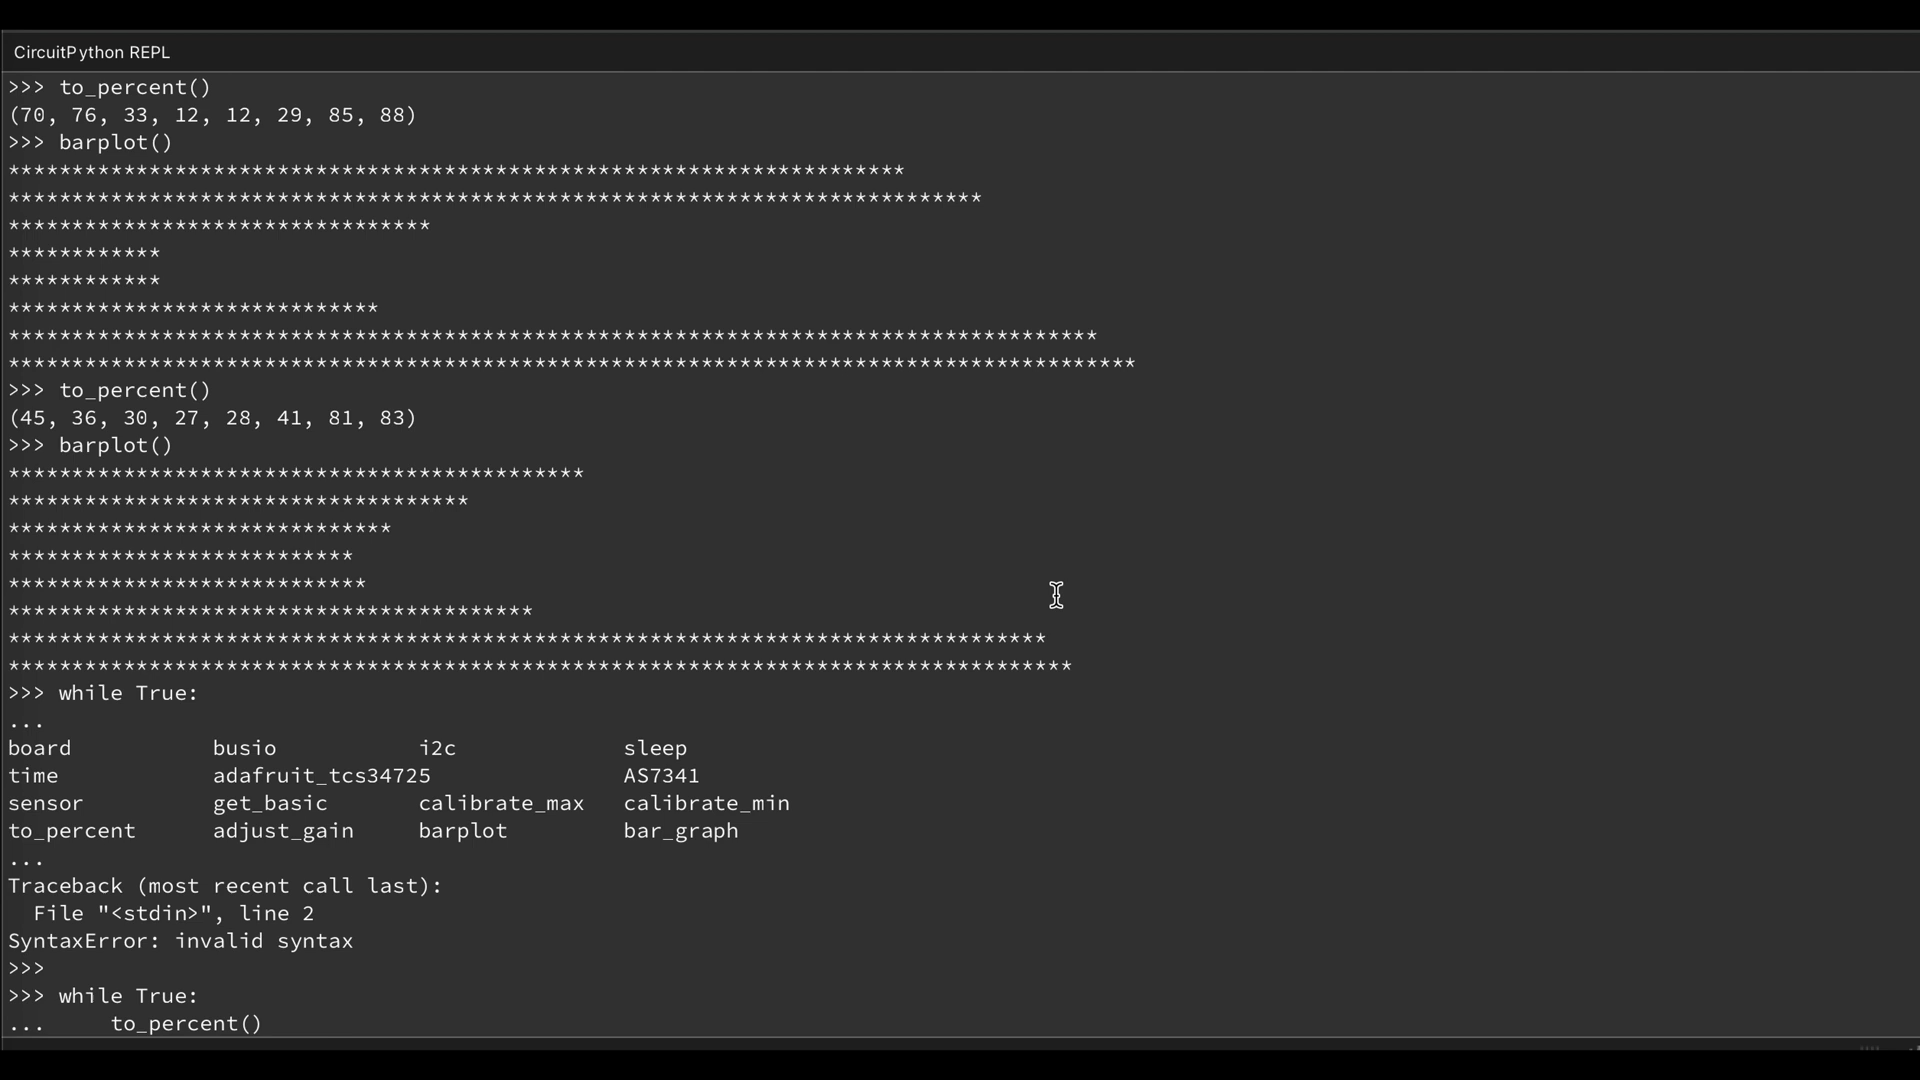 CircuitPython REPL
>>> to_percent()
(70, 76, 33, 12, 12, 29, 85, 88)
>>> barplot()
**********************************************************************
****************************************************************************
*********************************
************
************
*****************************
*************************************************************************************
****************************************************************************************
>>> to_percent()
(45, 36, 30, 27, 28, 41, 81, 83)
>>> barplot()
*********************************************
************************************
******************************
***************************
****************************
*****************************************
*********************************************************************************
***********************************************************************************
>>> while True:
...
board           busio           i2c             sleep
time            adafruit_tcs34725               AS7341
sensor          get_basic       calibrate_max   calibrate_min
to_percent      adjust_gain     barplot         bar_graph
...
Traceback (most recent call last):
  File "<stdin>", line 2
SyntaxError: invalid syntax
>>>
>>> while True:
...     to_percent()